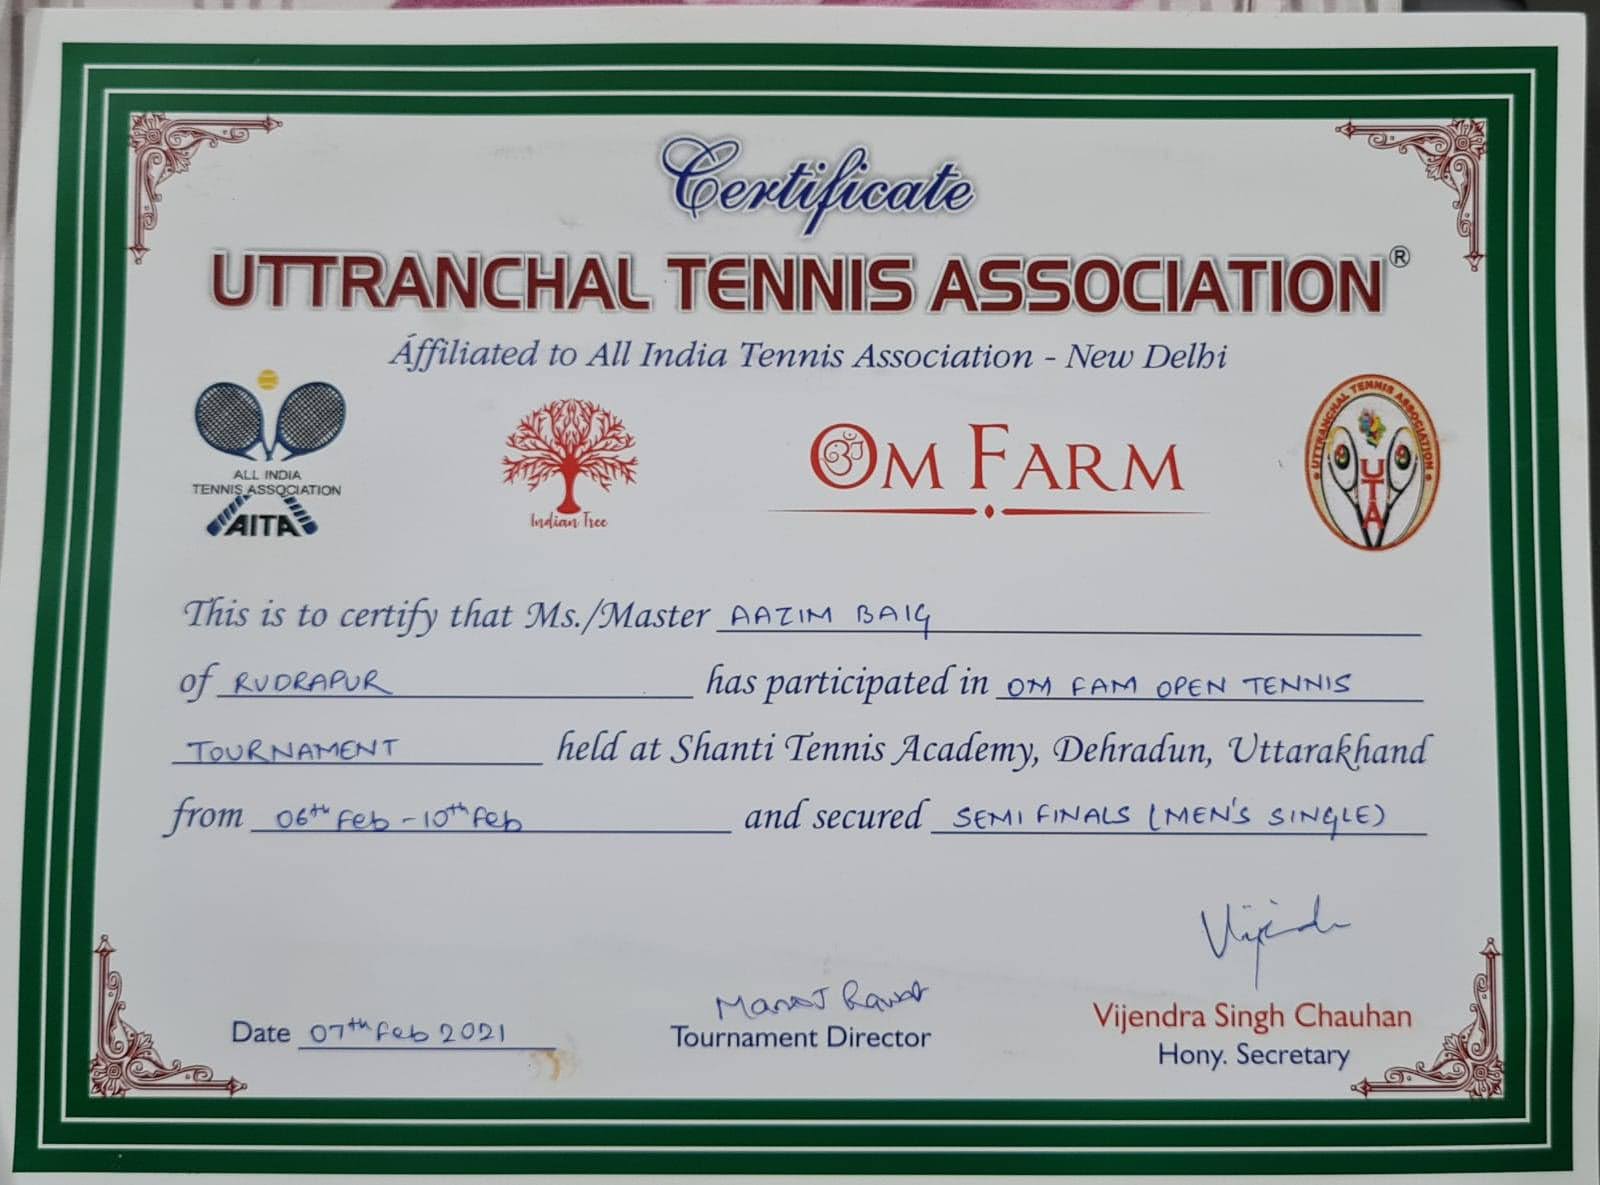 Certificate
UTTRANCHAL TENNIS ASSOCIATION®
Affiliated to All India Tennis Association - New Delhi
ALL INDIA
TENNIS ASSOCIATION
AITA
Indian Tree
ॐ OM FARM
UTTRANCHAL TENNIS ASSOCIATION
UTA
This is to certify that Ms./Master AAZIM BAIG
of RUDRAPUR has participated in OM FAM OPEN TENNIS
TOURNAMENT held at Shanti Tennis Academy, Dehradun, Uttarakhand
from 06th Feb - 10th Feb and secured SEMI FINALS (MEN'S SINGLE)
Vijendr
Manoj Rawat
Vijendra Singh Chauhan
Date 07th Feb 2021 Tournament Director
Hony. Secretary